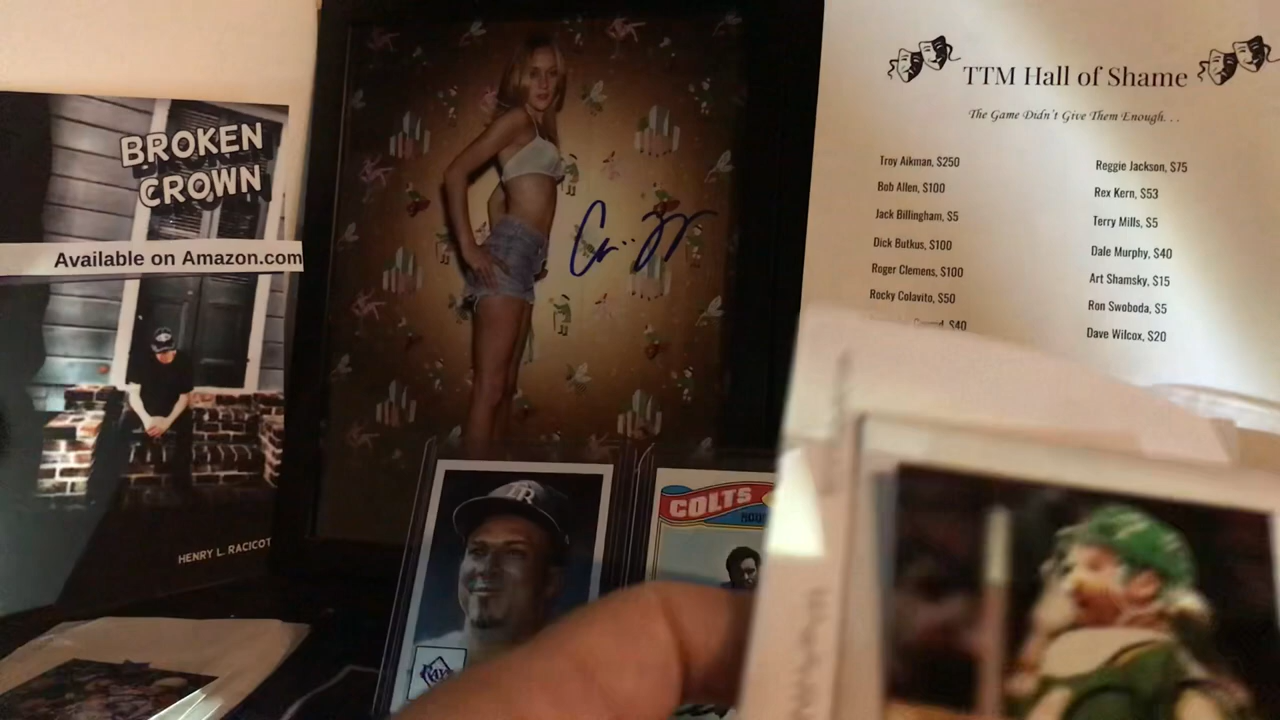 BROKEN
CROWN
Available on Amazon.com
HENRY L. RACICOT
TTM Hall of Shame
The Game Didn't Give Them Enough. . .
Troy Aikman, $250
Bob Allen, $100
Jack Billingham, $5
Dick Butkus, $100
Roger Clemens, $100
Rocky Colavito, $50
$40
Reggie Jackson, $75
Rex Kern, $53
Terry Mills, $5
Dale Murphy, $40
Art Shamsky, $15
Ron Swoboda, $5
Dave Wilcox, $20
TR
COLTS